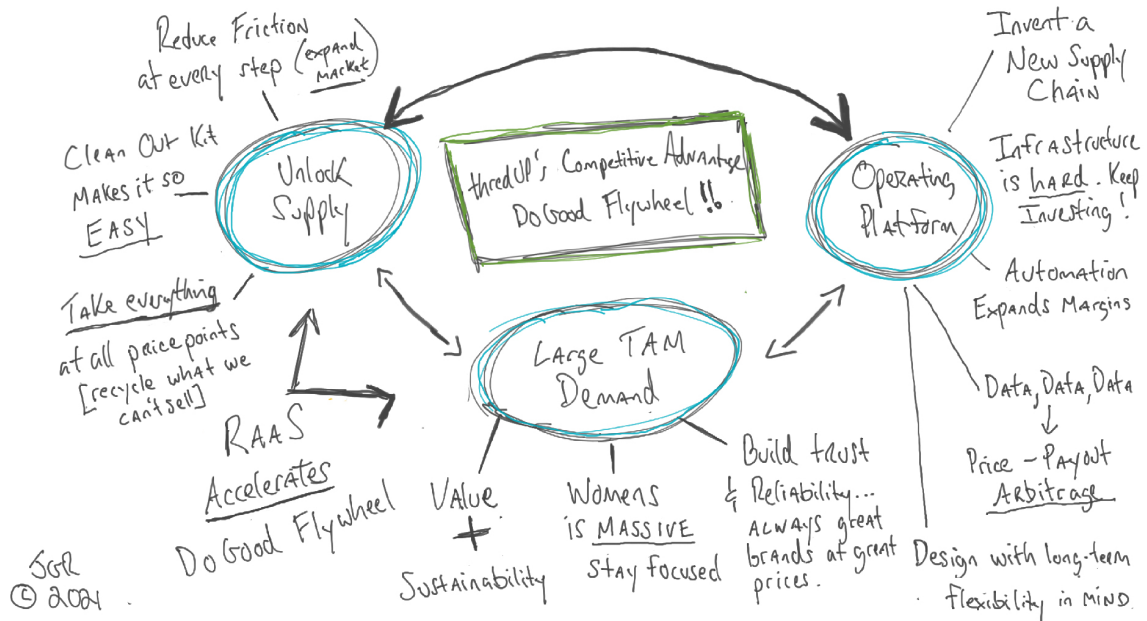 Reduce Friction
at every step (expand
market)
Clean Out Kit
makes it so
EASY
Take everything
at all price points
[recycle what we
can't sell]
Unlock
Supply
thredUP's Competitive Advantage
Do Good Flywheel !!
Operating
Platform
Invent a
New Supply
Chain
Infrastructure
is hard. Keep
Investing!
Automation
Expands Margins
Data, Data, Data
Price - Payout
Arbitrage
Design with long-term
flexibility in mind.
Large TAM
Demand
Value
+
Sustainability
Womens
is MASSIVE
stay focused
Build trust
& Reliability...
always great
brands at great
prices.
RAAS
Accelerates
Do Good Flywheel
JGR
© 2021